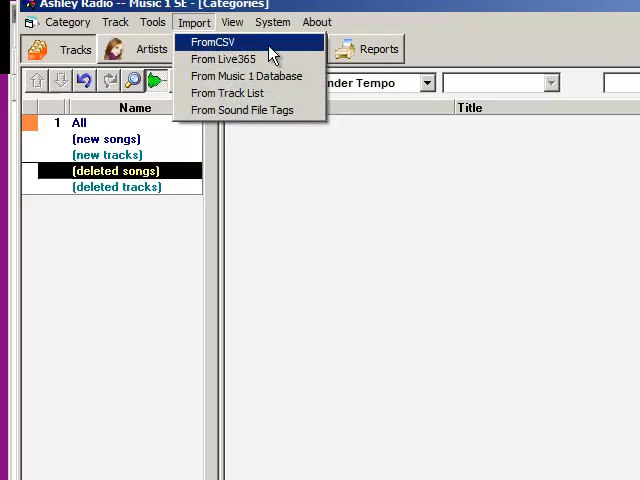 Ashley Radio -- Music 1 SE - [Categories]
Category Track Tools Import View System About
Tracks Artists Reports
FromCSV
From Live365
From Music 1 Database
From Track List
From Sound File Tags
nder Tempo
Name Title
1 All
(new songs)
(new tracks)
(deleted songs)
(deleted tracks)